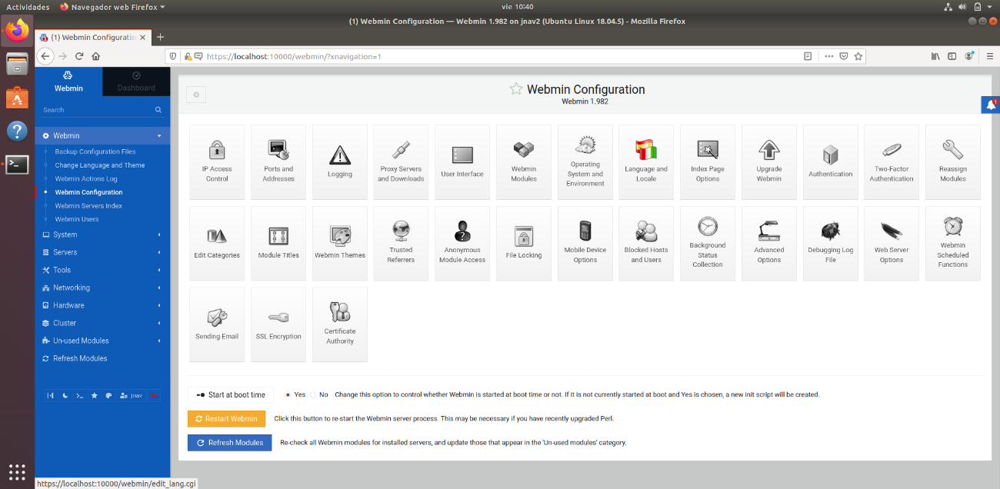 Actividades
Navegador web Firefox
vie 10:40
(1) Webmin Configuration — Webmin 1.982 on jnav2 (Ubuntu Linux 18.04.5) - Mozilla Firefox
(1) Webmin Configuratio
https://localhost:10000/webmin/?xnavigation=1
Webmin
Dashboard
Search
Webmin
Backup Configuration Files
Change Language and Theme
Webmin Actions Log
Webmin Configuration
Webmin Servers Index
Webmin Users
System
Servers
Tools
Networking
Hardware
Cluster
Un-used Modules
Refresh Modules
jnav
Webmin Configuration
Webmin 1.982
1
IP Access
Control
Ports and
Addresses
Logging
Proxy Servers
and Downloads
User Interface
Webmin
Modules
Operating
System and
Environment
Language and
Locale
Index Page
Options
Upgrade
Webmin
Authentication
Two-Factor
Authentication
Reassign
Modules
Edit Categories
Module Titles
Webmin Themes
Trusted
Referrers
Anonymous
Module Access
File Locking
Mobile Device
Options
Blocked Hosts
and Users
Background
Status
Collection
Advanced
Options
Debugging Log
File
Web Server
Options
Webmin
Scheduled
Functions
Sending Email
SSL Encryption
Certificate
Authority
Start at boot time
Yes No Change this option to control whether Webmin is started at boot time or not. If it is not currently started at boot and Yes is chosen, a new init script will be created.
Restart Webmin
Click this button to re-start the Webmin server process. This may be necessary if you have recently upgraded Perl.
Refresh Modules
Re-check all Webmin modules for installed servers, and update those that appear in the 'Un-used modules' category.
https://localhost:10000/webmin/edit_lang.cgi